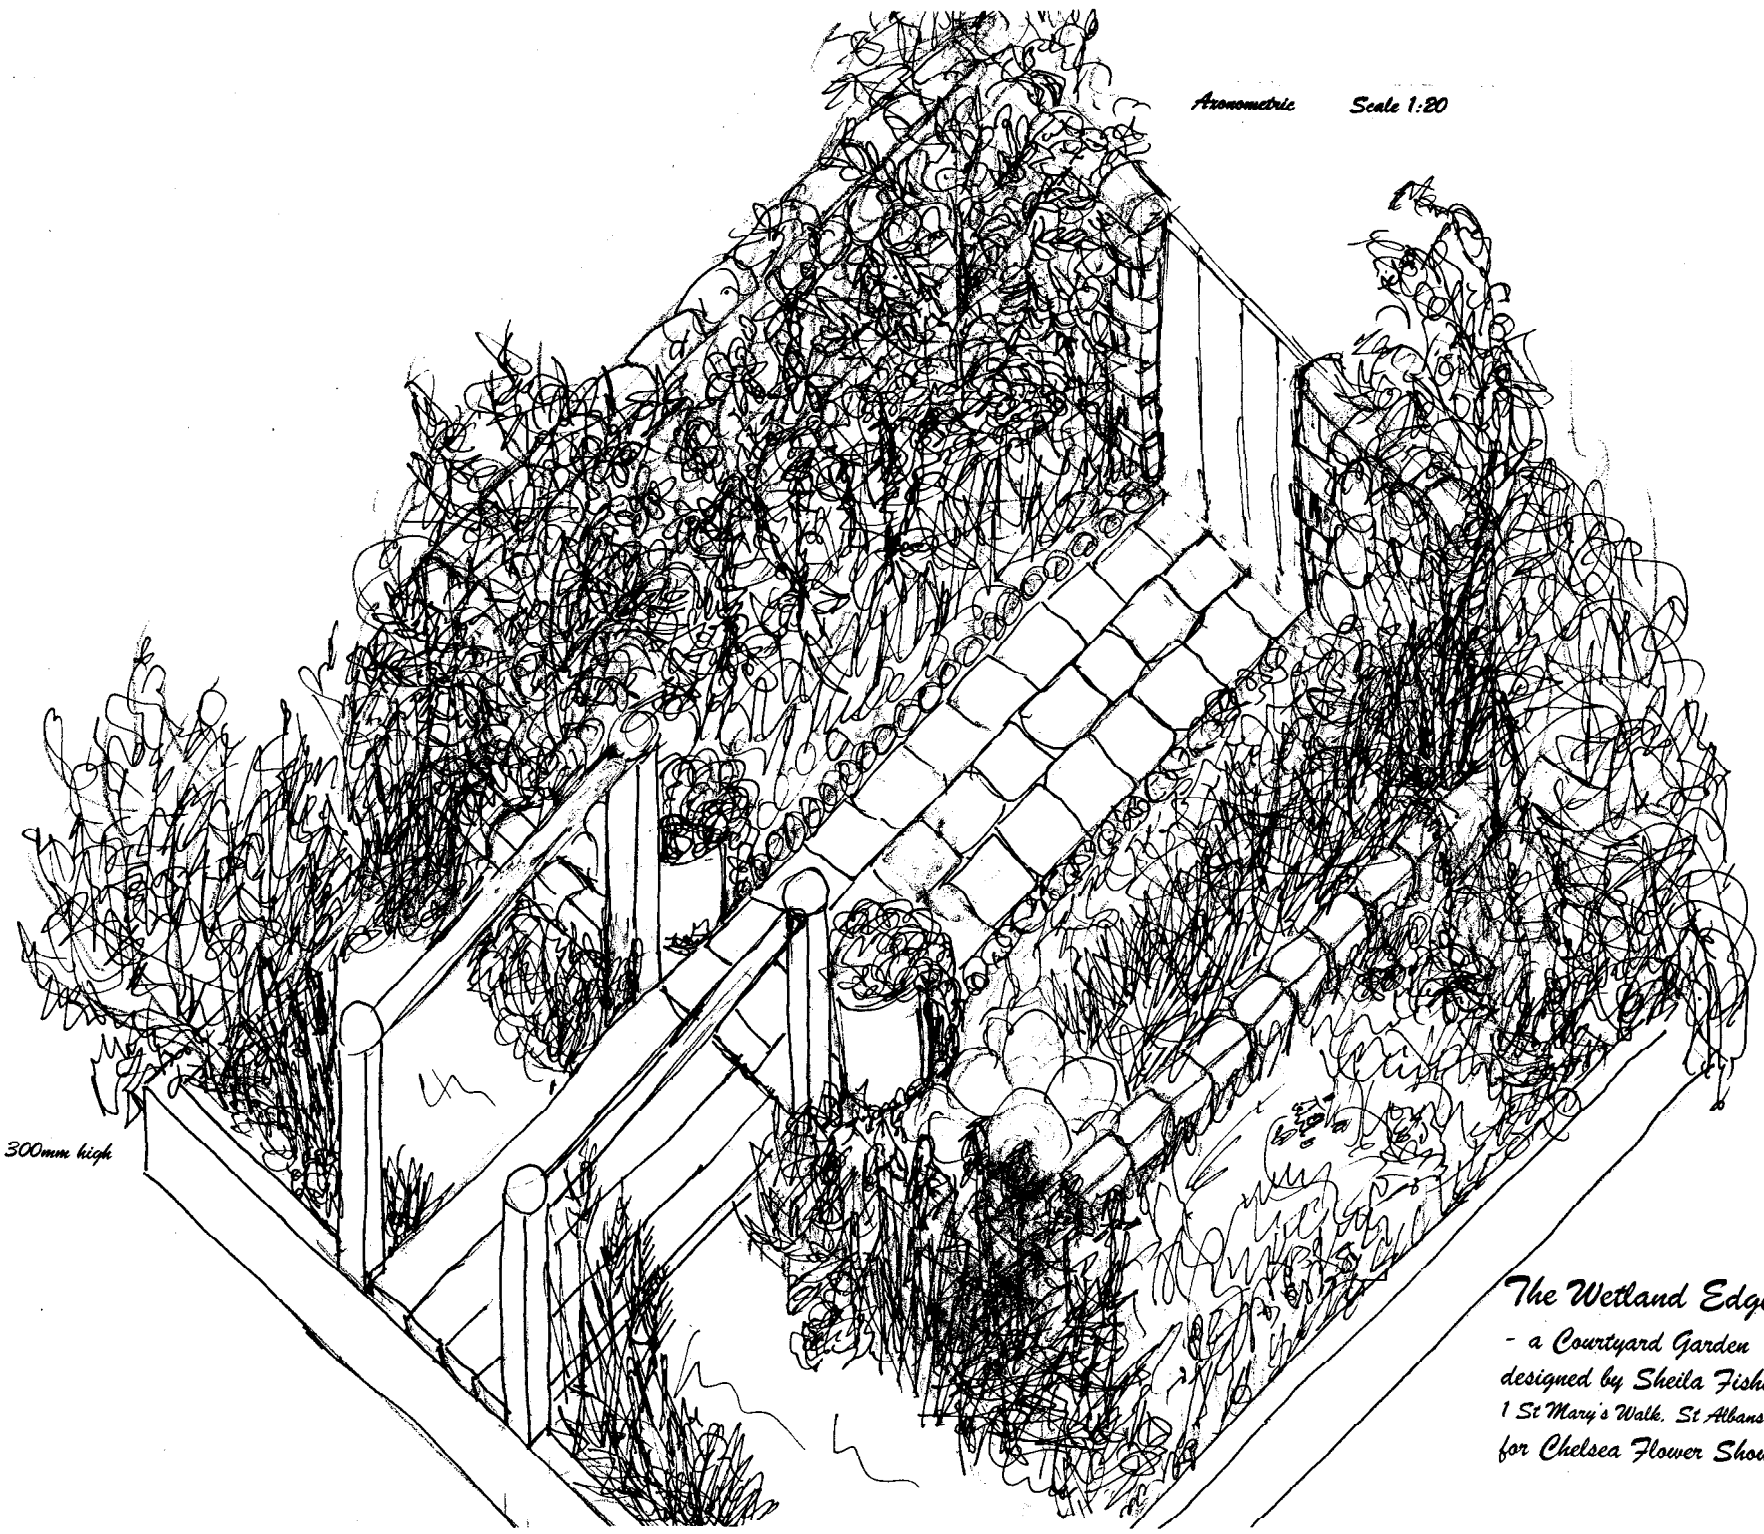 Axonometric Scale 1:20
300mm high
The Wetland Edg
- a Courtyard Garden
designed by Sheila Fish
1 St Mary's Walk, St Albans
for Chelsea Flower Sho